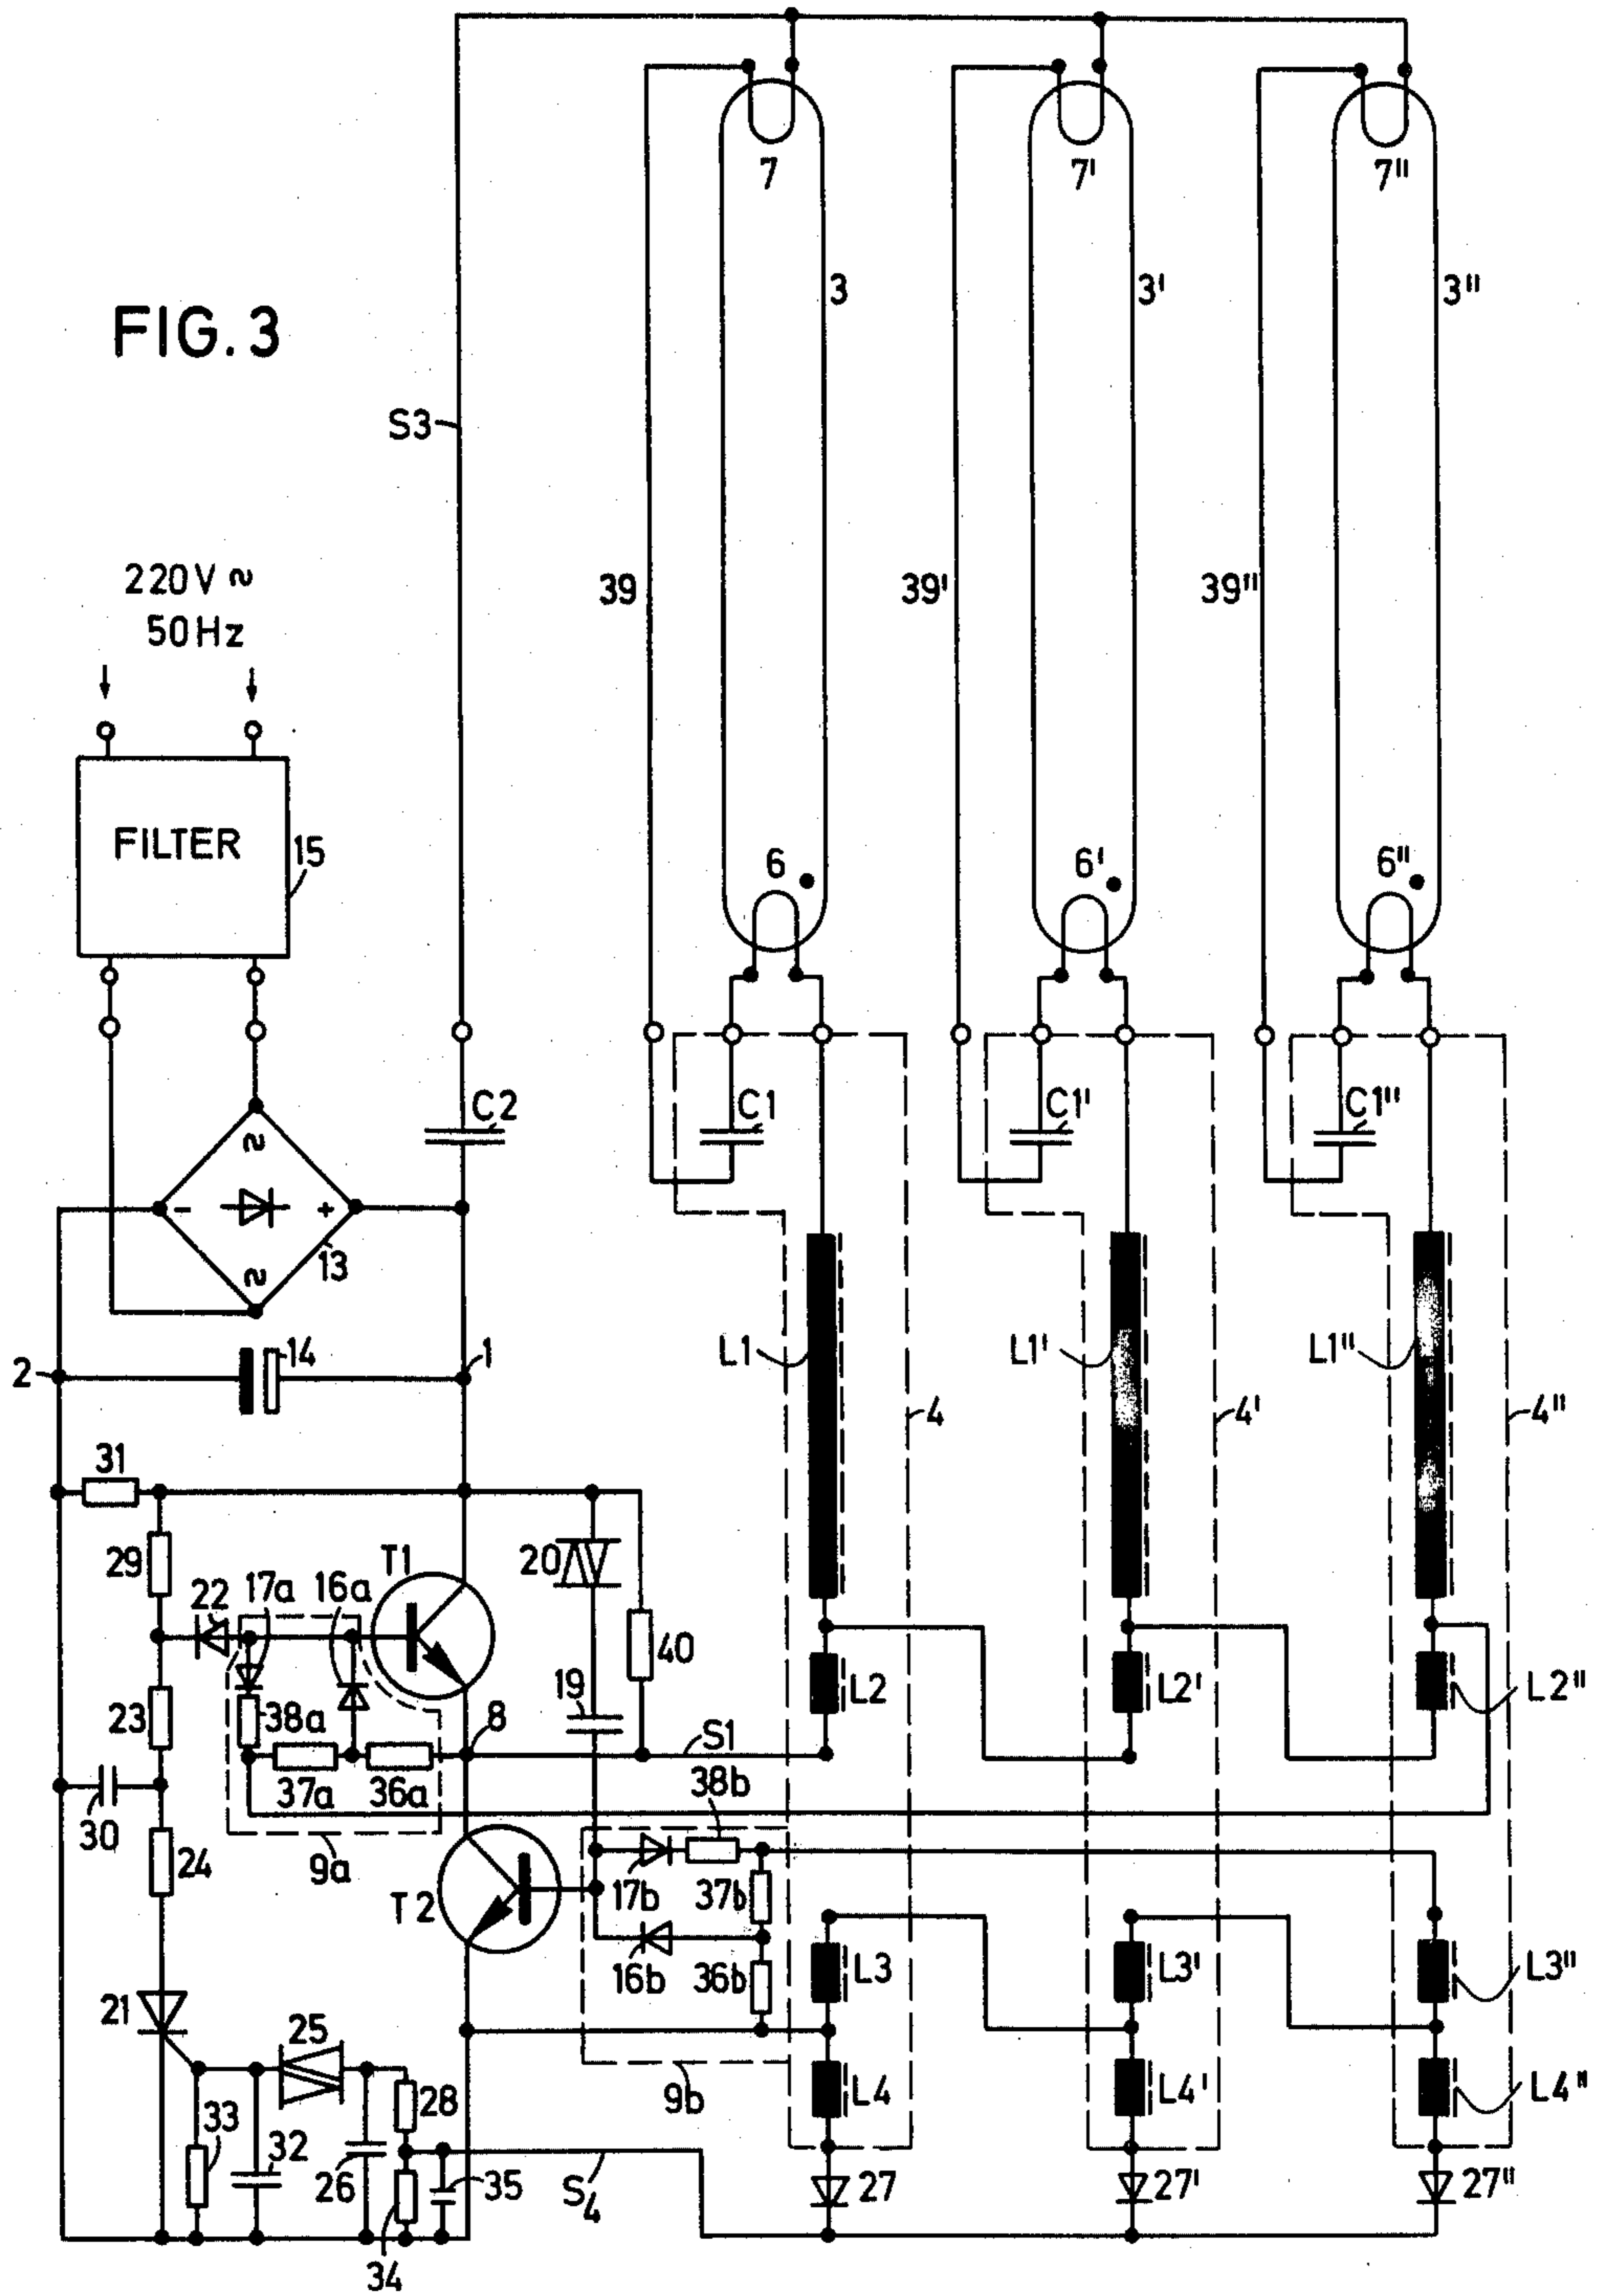 7
7'
7"
3
3'
3"
FIG. 3
S3
220V ≈
50Hz
39
39'
39"
FILTER
15
6
6'
6"
C2
C1
C1'
C1"
~
-
+
~
13
14
2
1
L1
L1'
L1"
4
4'
4"
31
29
T1
20
22
17a
16a
40
23
38a
19
8
S1
L2
L2'
L2"
37a
36a
38b
30
24
9a
T2
17b
37b
16b
36b
L3
L3'
L3"
21
25
28
9b
L4
L4'
L4"
33
32
26
35
S4
27
27'
27"
34